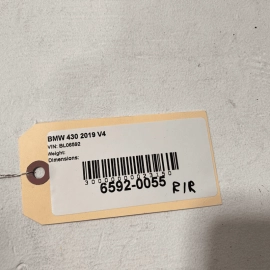 BMW 430 2019 V4
VIN: BL06592
Weight:
Dimensions:
6592-0055 R/R